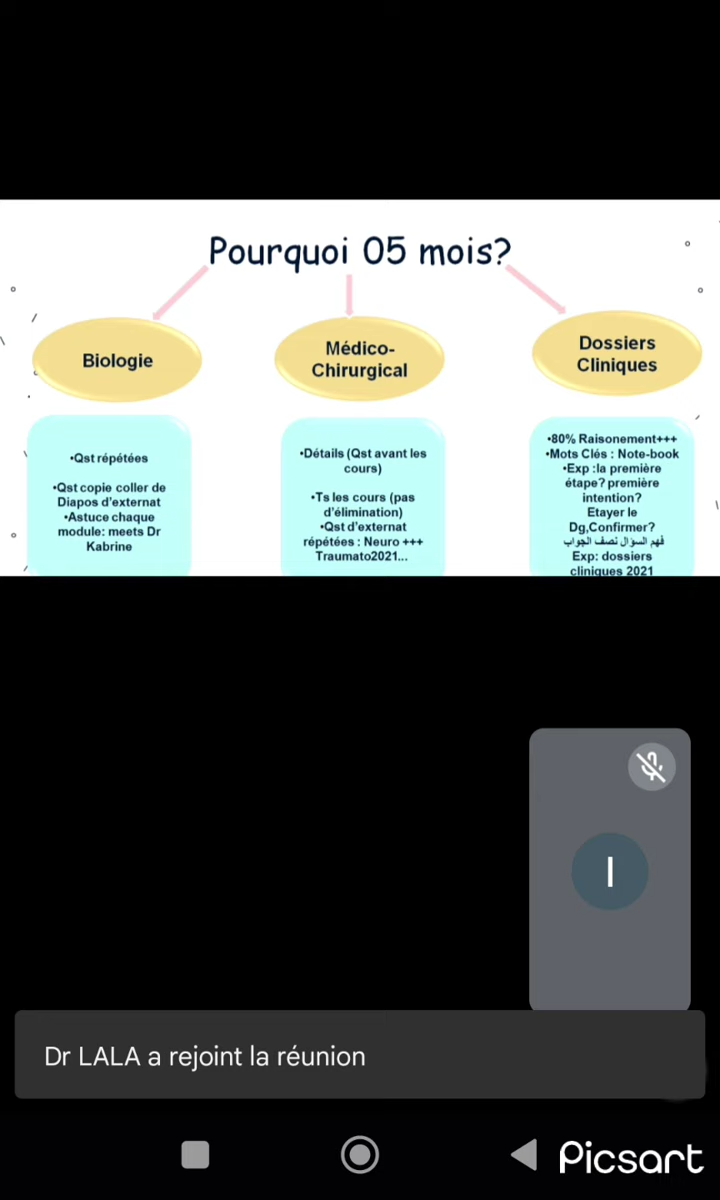 Pourquoi 05 mois?
Biologie
•Qst répétées
•Qst copie coller de
Diapos d'externat
•Astuce chaque
module: meets Dr
Kabrine
Médico-
Chirurgical
•Détails (Qst avant les
cours)
•Ts les cours (pas
d'élimination)
•Qst d'externat
répétées : Neuro +++
Traumato2021...
Dossiers
Cliniques
•80% Raisonement+++
•Mots Clés : Note-book
•Exp :la première
étape? première
intention?
Etayer le
Dg,Confirmer?
فهم السؤال نصف الجواب
Exp: dossiers
cliniques 2021
I
Dr LALA a rejoint la réunion
Picsart